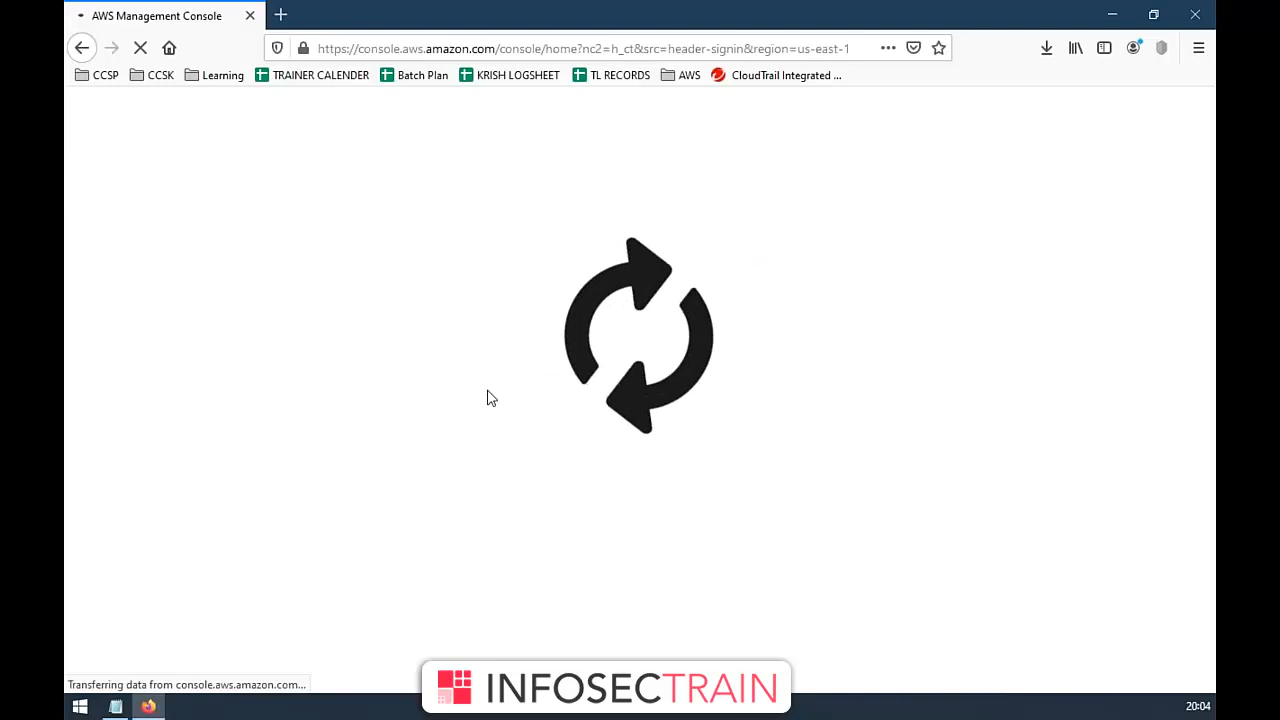 AWS Management Console
https://console.aws.amazon.com/console/home?nc2=h_ct&src=header-signin&region=us-east-1
CCSP CCSK Learning TRAINER CALENDER Batch Plan KRISH LOGSHEET TL RECORDS AWS CloudTrail Integrated ...
Transferring data from console.aws.amazon.com...
INFOSECTRAIN
20:04